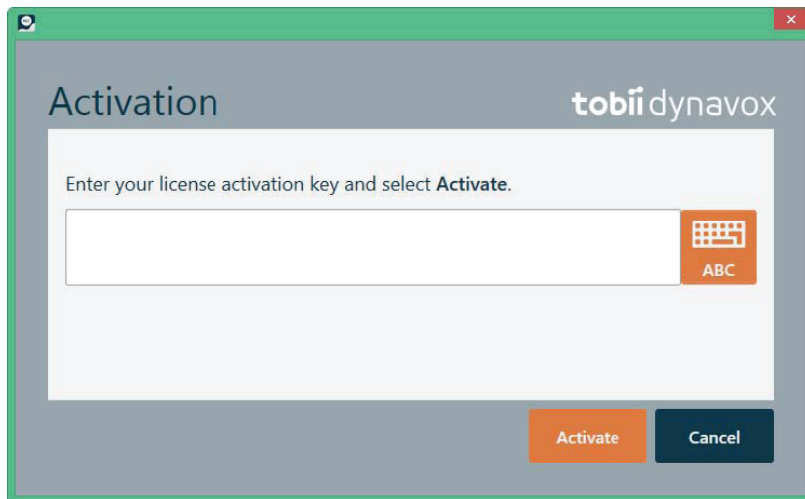 Activation
tobii dynavox
Enter your license activation key and select Activate.
ABC
Activate
Cancel